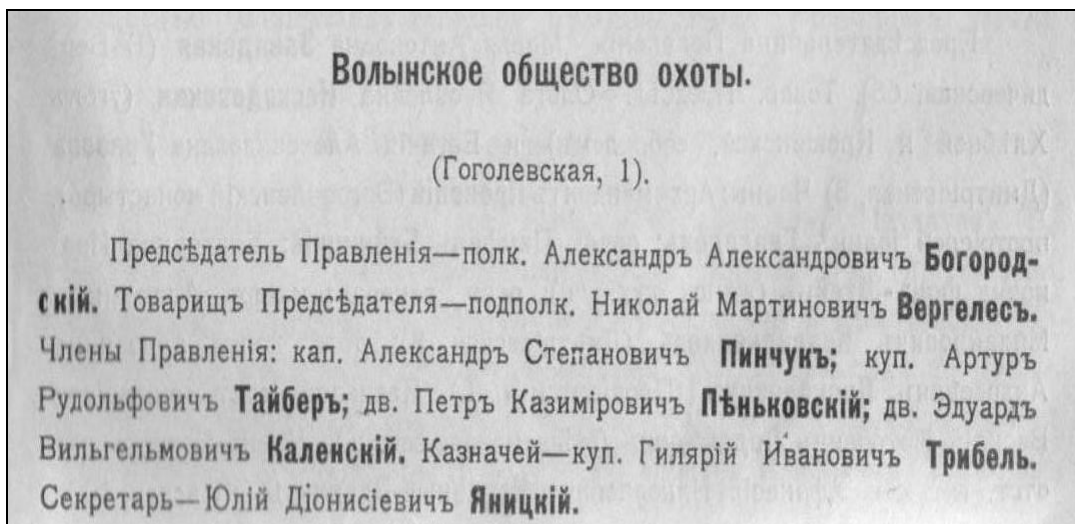 Волынское общество охоты.
(Гоголевская, 1).
Предсѣдатель Правленія—полк. Александръ Александровичъ Богород-
скій. Товарищъ Предсѣдателя—подполк. Николай Мартиновичъ Вергелесъ.
Члены Правленія: кап. Александръ Степановичъ Пинчукъ; куп. Артуръ
Рудольфовичъ Тайберъ; дв. Петръ Казимировичъ Пѣньковскій; дв. Эдуардъ
Вильгельмовичъ Каленскій. Казначей—куп. Гилярій Ивановичъ Трибель.
Секретарь—Юлій Діонисіевичъ Яницкій.